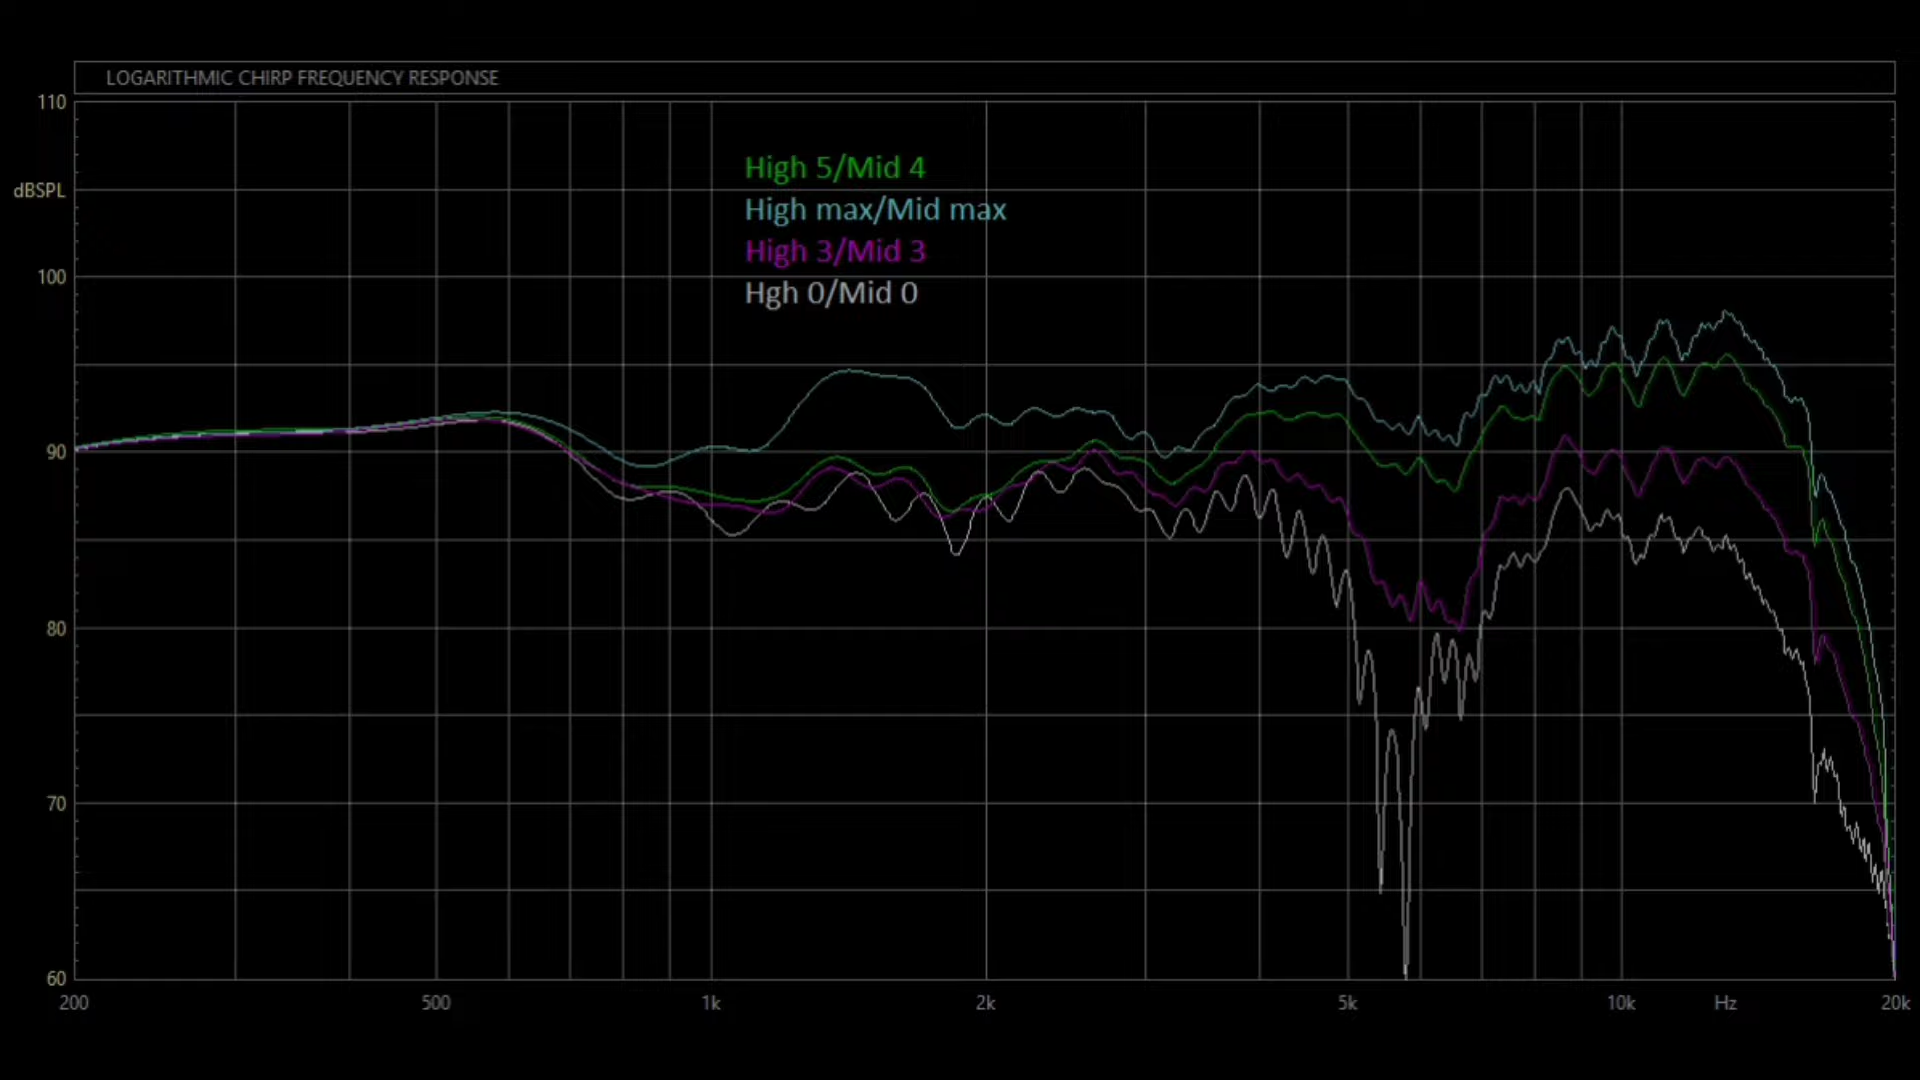 LOGARITHMIC CHIRP FREQUENCY RESPONSE
110
High 5/Mid 4
dBSPL
High max/Mid max
High 3/Mid 3
100
Hgh 0/Mid 0
90
80
70
60
200 500 1k 2k 5k 10k Hz 20k